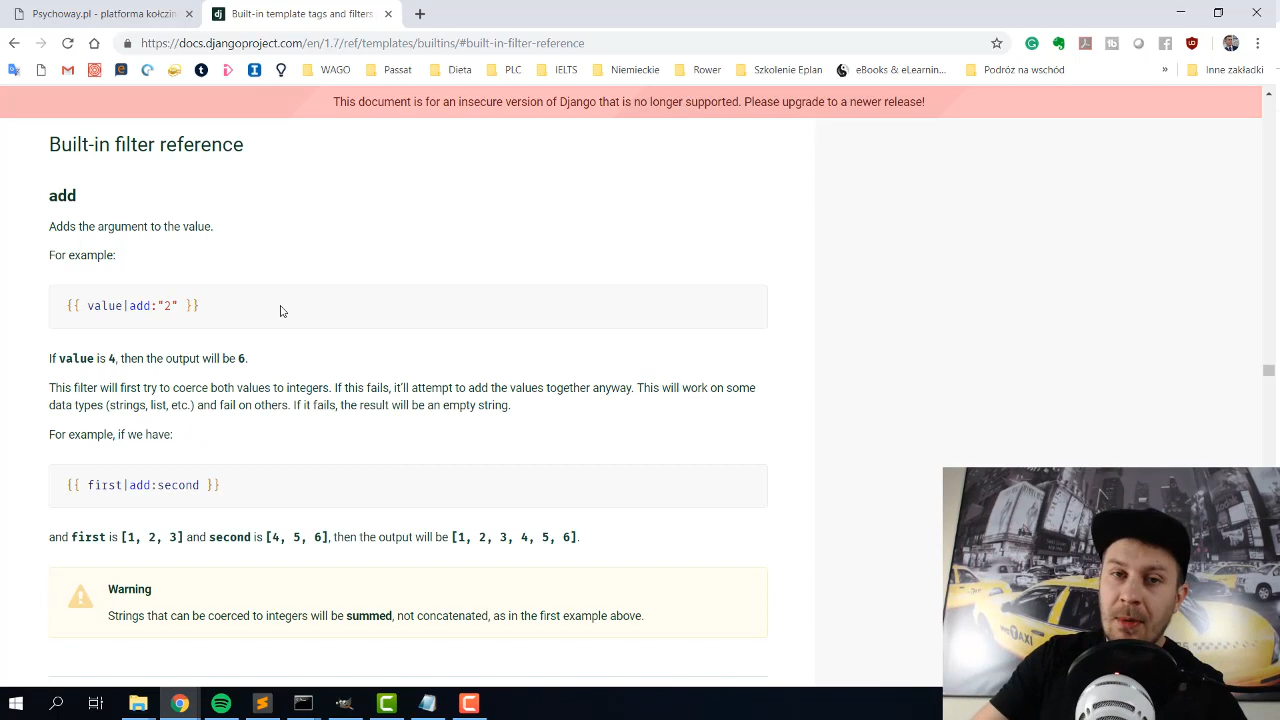 Psychoway.pl - platforma kołczin
Built-in template tags and filters
https://docs.djangoproject.com/en/1.7/ref/templates/builtins/#built-in-filter-reference
WAGO
Passat
Dieta
PLC
IELTS
Niemieckie
Rower
Szkolenie Eplan
eBooks & eLearnin...
Podróż na wschód
»
Inne zakładki
This document is for an insecure version of Django that is no longer supported. Please upgrade to a newer release!
Built-in filter reference
add
Adds the argument to the value.
For example:
{{ value|add:"2" }}
If value is 4, then the output will be 6.
This filter will first try to coerce both values to integers. If this fails, it'll attempt to add the values together anyway. This will work on some
data types (strings, list, etc.) and fail on others. If it fails, the result will be an empty string.
For example, if we have:
{{ first|add:second }}
and first is [1, 2, 3] and second is [4, 5, 6], then the output will be [1, 2, 3, 4, 5, 6].
Warning
Strings that can be coerced to integers will be summed, not concatenated, as in the first example above.
TAXI